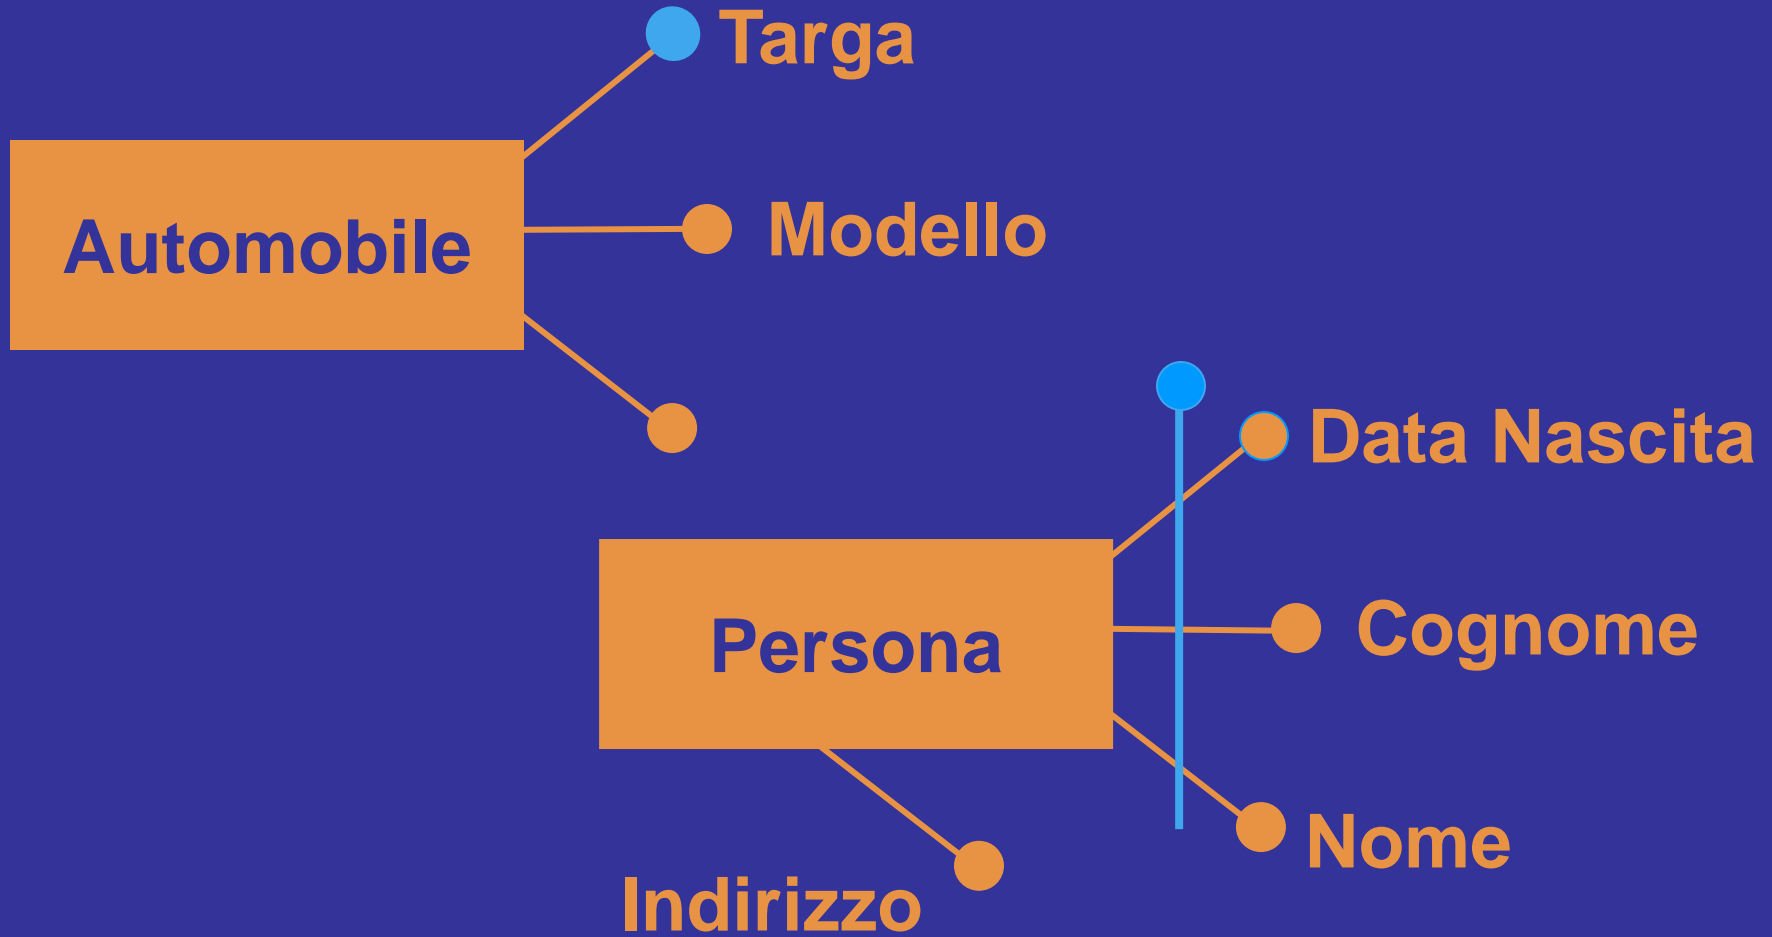 Targa
Automobile
Modello
Data Nascita
Persona
Cognome
Nome
Indirizzo